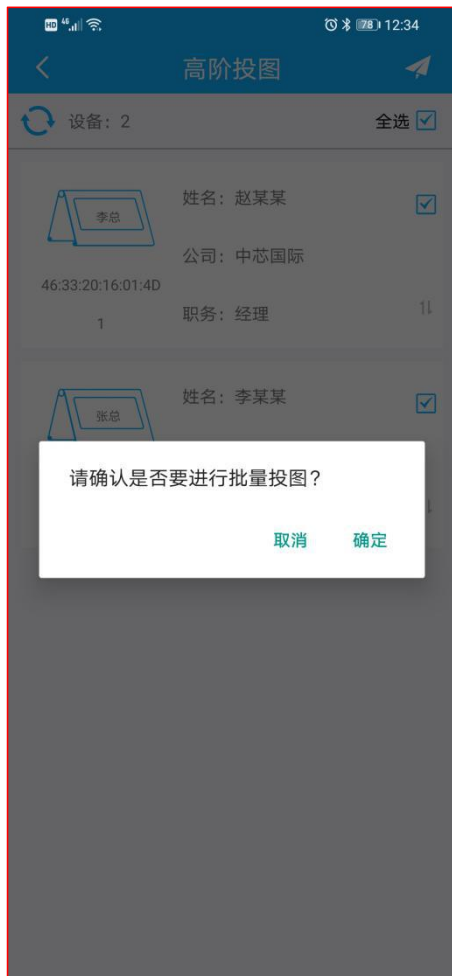 HD 46 78 12:34
高阶投图
设备：2 全选
李总
姓名：赵某某
公司：中芯国际
46:33:20:16:01:4D
1
职务：经理
张总
姓名：李某某
请确认是否要进行批量投图？
取消 确定